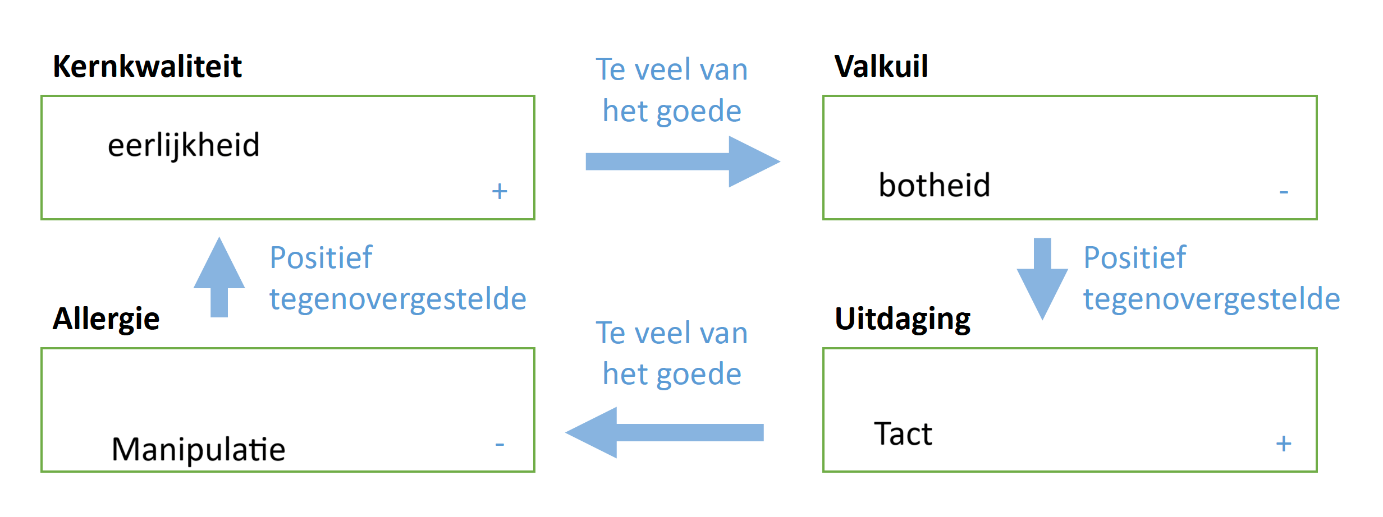 Kernkwaliteit
eerlijkheid
+
Te veel van
het goede
Valkuil
botheid
-
Positief
tegenovergestelde
Positief
tegenovergestelde
Allergie
Manipulatie
-
Te veel van
het goede
Uitdaging
Tact
+